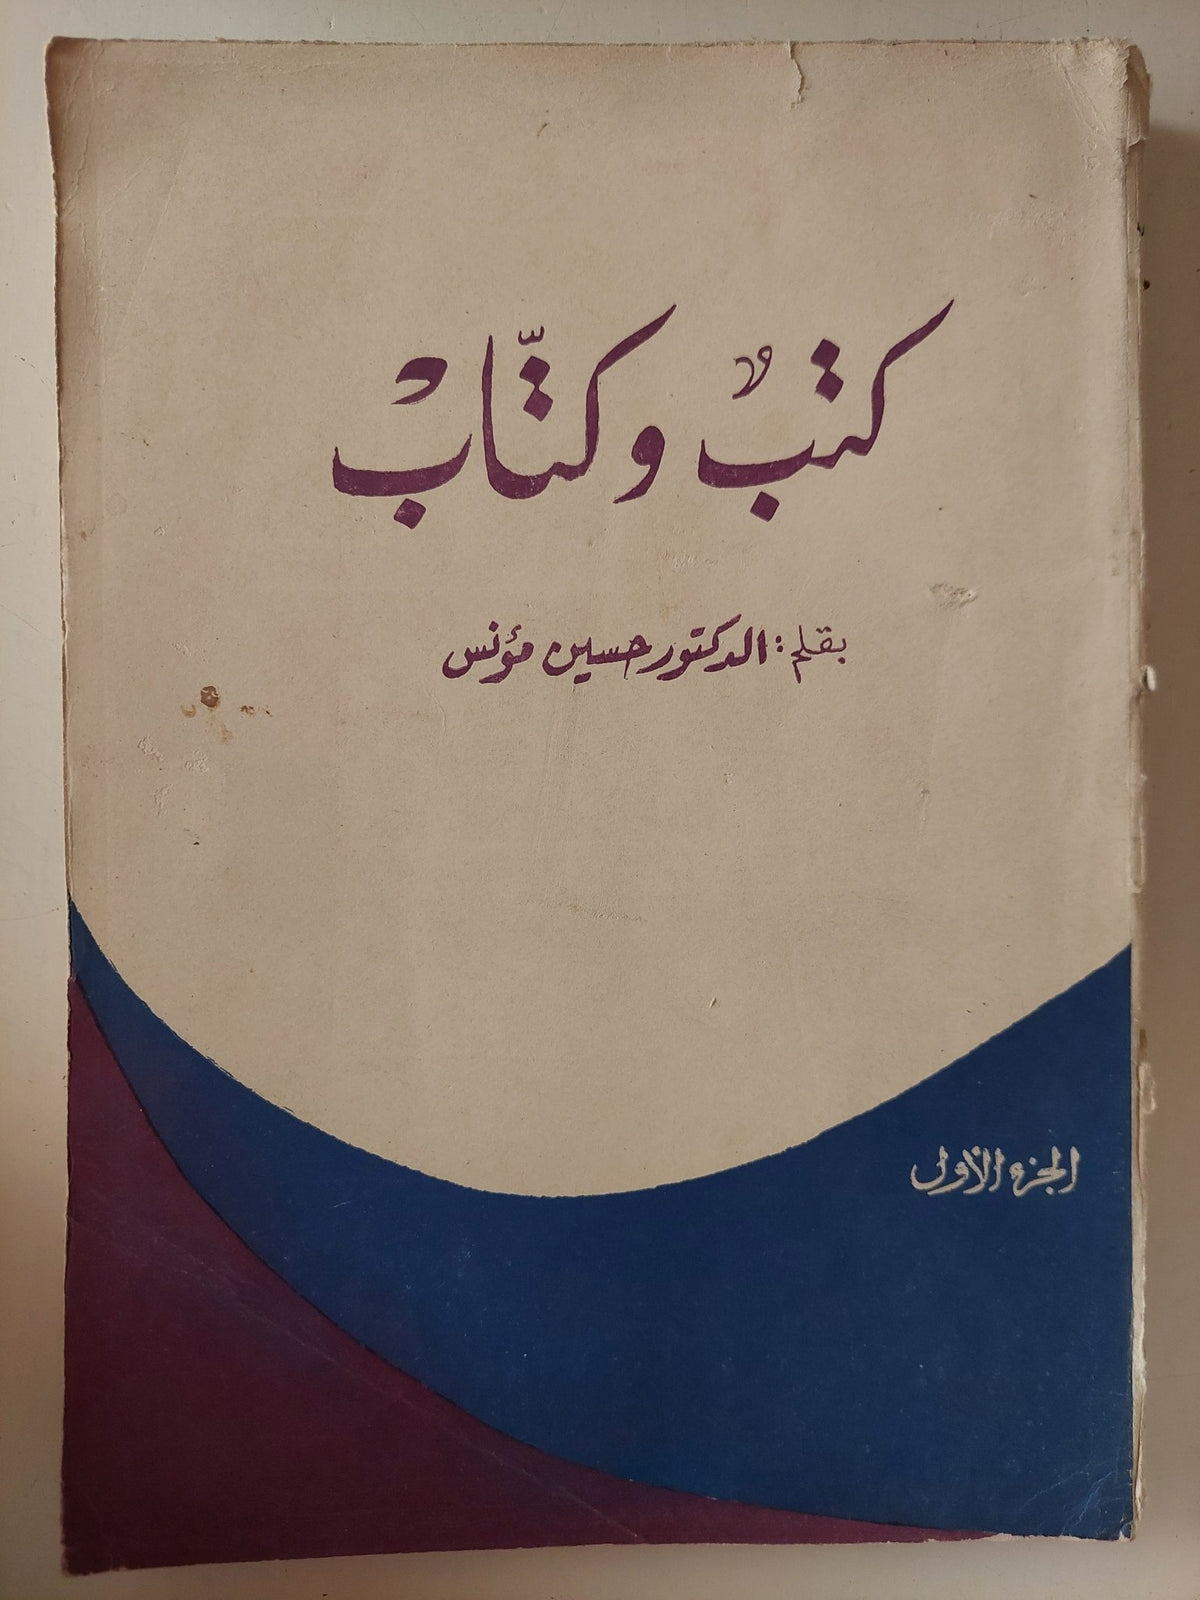 كتب وكتّاب
بقلم: الدكتور حسين مؤنس
الجزء الأول